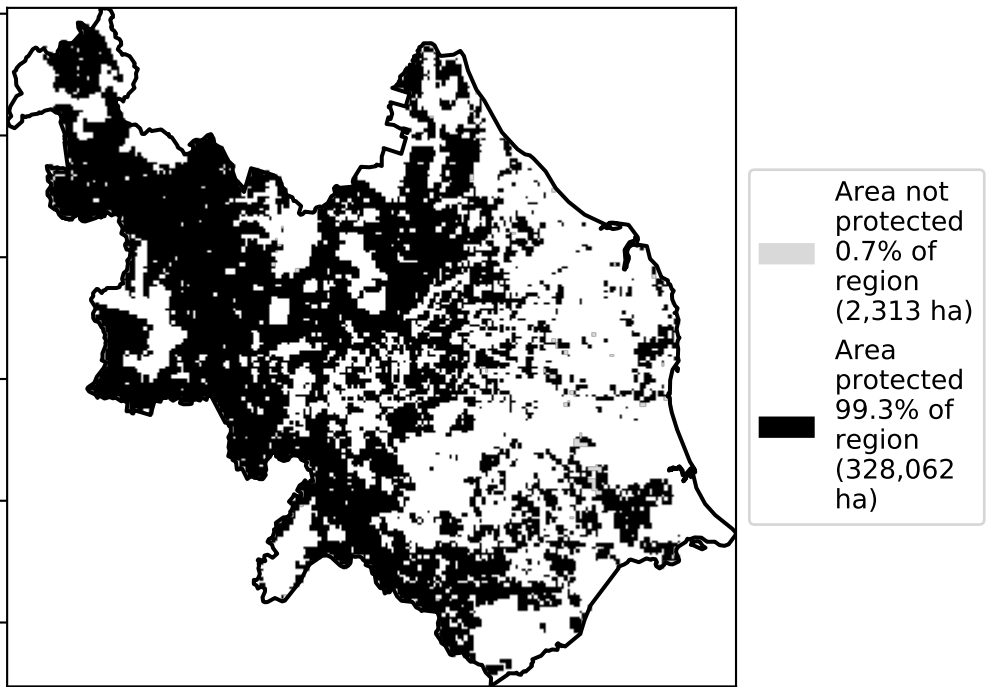 Area not
protected
0.7% of
region
(2,313 ha)
Area
protected
99.3% of
region
(328,062
ha)